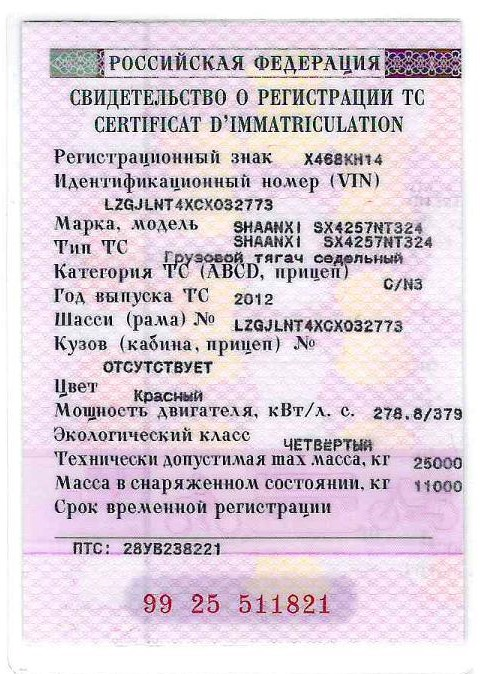 РОССИЙСКАЯ ФЕДЕРАЦИЯ
СВИДЕТЕЛЬСТВО О РЕГИСТРАЦИИ ТС
CERTIFICAT D'IMMATRICULATION
Регистрационный знак Х468КН14
Идентификационный номер (VIN)
LZGJLNT4XCX032773
Марка, модель SHAANXI SX4257NT324
SHAANXI SX4257NT324
Тип ТС Грузовой тягач седельный
Категория ТС (ABCD, прицеп) C/N3
Год выпуска ТС 2012
Шасси (рама) № LZGJLNT4XCX032773
Кузов (кабина, прицеп) №
ОТСУТСТВУЕТ
Цвет Красный
Мощность двигателя, кВт/л. с. 278.8/379
Экологический класс ЧЕТВЁРТЫЙ
Технически допустимая max масса, кг 25000
Масса в снаряженном состоянии, кг 11000
Срок временной регистрации
ПТС: 28УВ238221
99 25 511821